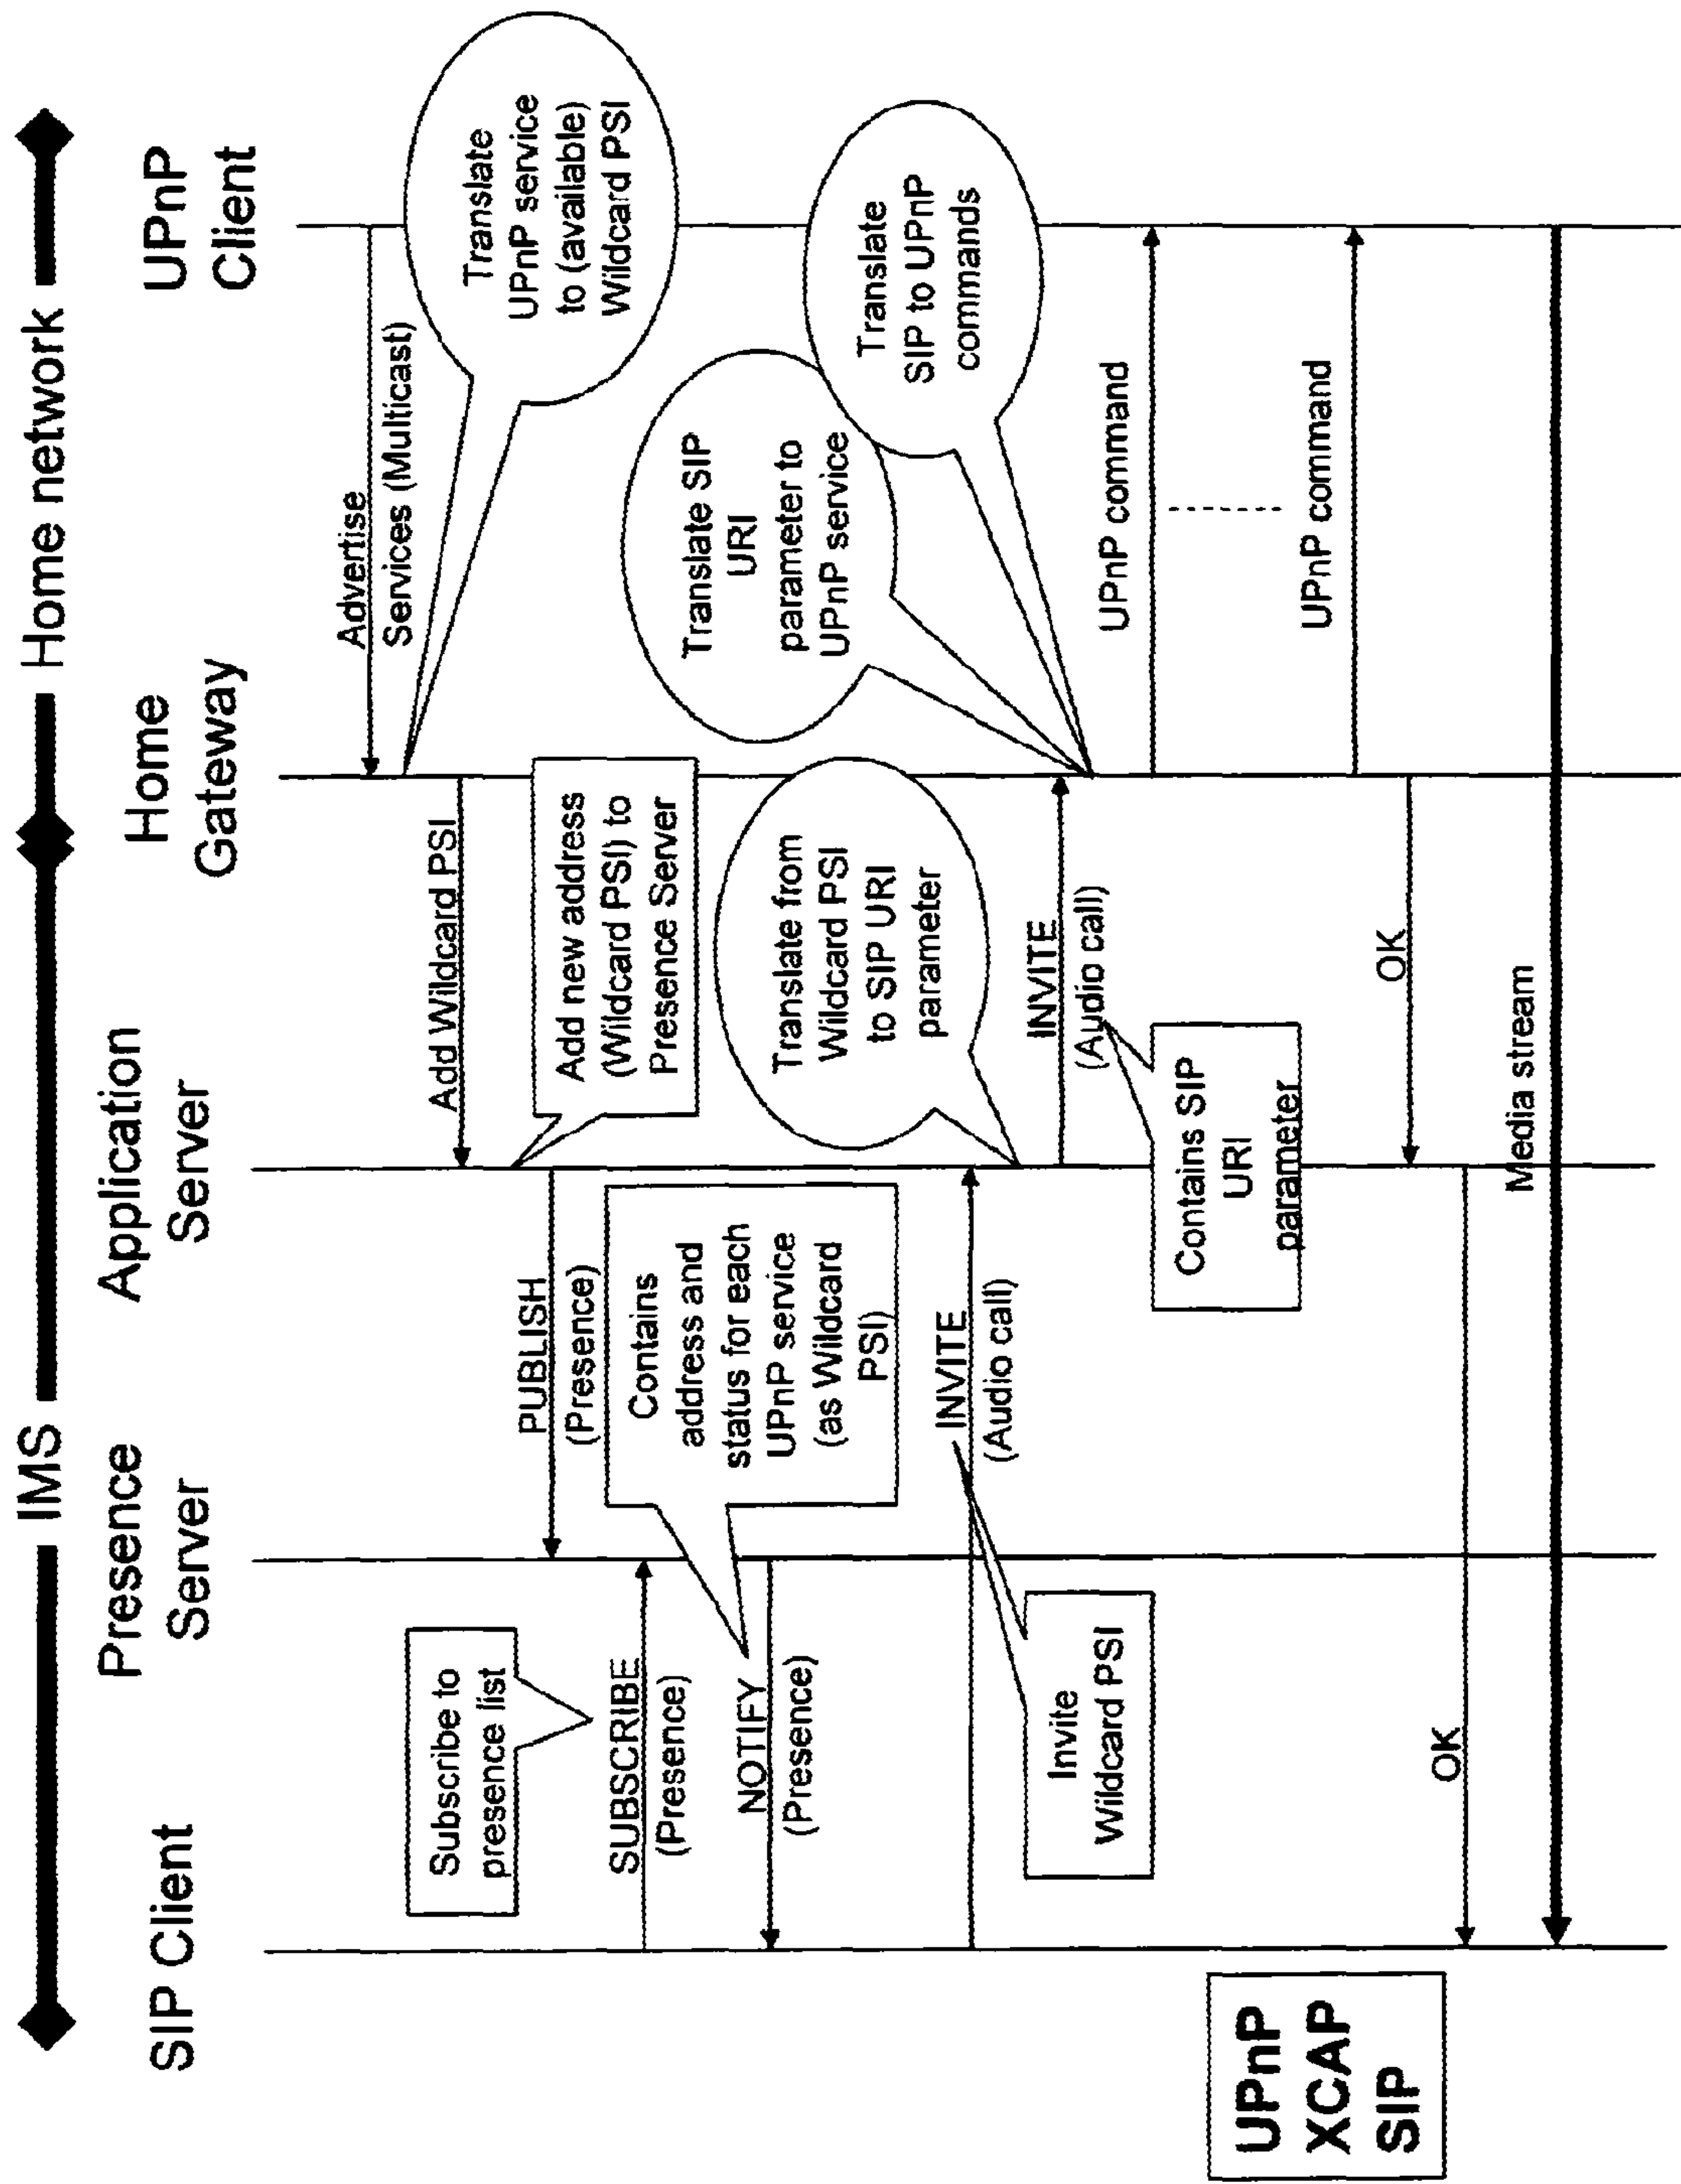 IMS
Home network
SIP Client
Presence
Server
Application
Server
Home
Gateway
UPnP
Client
Advertise
Services (Multicast)
Translate
UPnP service
to (available)
Wildcard PSI
Add Wildcard PSI
Add new address
(Wildcard PSI) to
Presence Server
PUBLISH
(Presence)
Subscribe to
presence list
SUBSCRIBE
(Presence)
Contains
address and
status for each
UPnP service
(as Wildcard
PSI)
NOTIFY
(Presence)
INVITE
(Audio call)
Invite
Wildcard PSI
Translate from
Wildcard PSI
to SIP URI
parameter
INVITE
(Audio call)
Contains SIP
URI
parameter
Translate SIP
URI
parameter to
UPnP service
Translate
SIP to UPnP
commands
UPnP command
UPnP command
OK
OK
Media stream
UPnP
XCAP
SIP